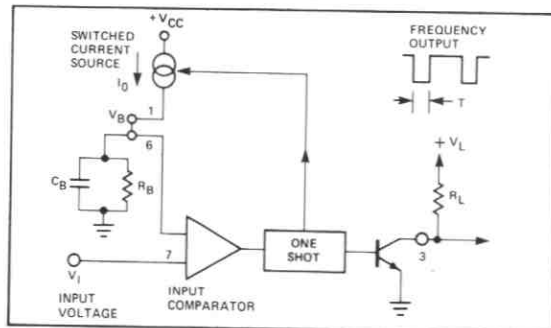 +VCC
SWITCHED
CURRENT
SOURCE
IO
FREQUENCY
OUTPUT
T
VB
1
6
CB
RB
+VL
RL
ONE
SHOT
3
7
VI
INPUT
VOLTAGE
INPUT
COMPARATOR